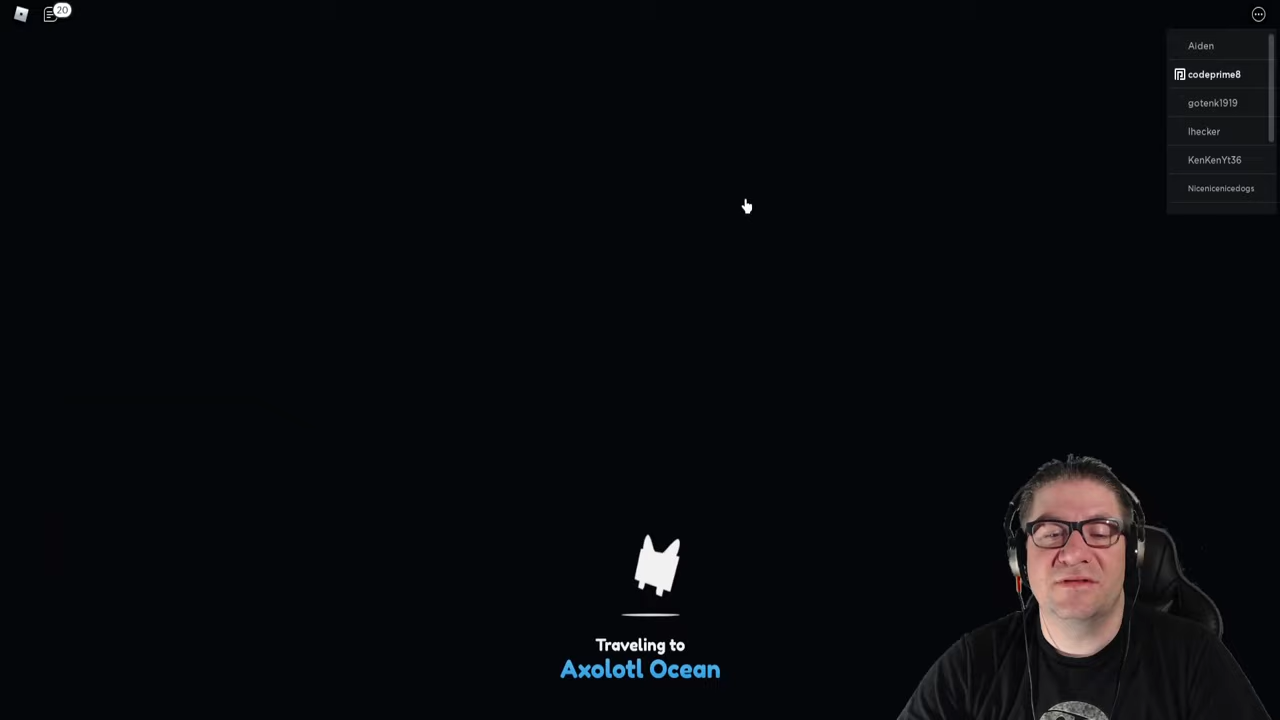 20
Aiden
codeprime8
gotenk1919
lhecker
KenKenYt36
Nicenicenicedogs
Traveling to
Axolotl Ocean